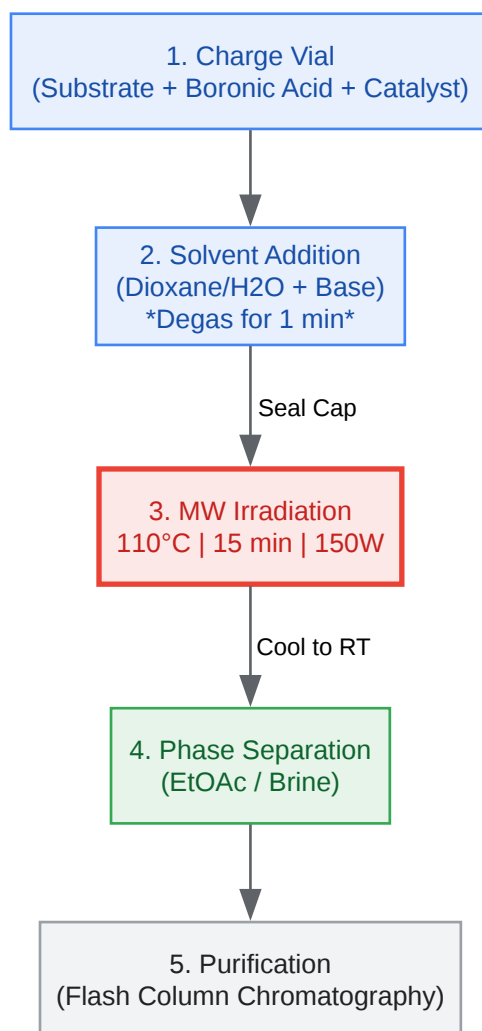 1. Charge Vial
(Substrate + Boronic Acid + Catalyst)
2. Solvent Addition
(Dioxane/H2O + Base)
*Degas for 1 min*
Seal Cap
3. MW Irradiation
110°C | 15 min | 150W
Cool to RT
4. Phase Separation
(EtOAc / Brine)
5. Purification
(Flash Column Chromatography)